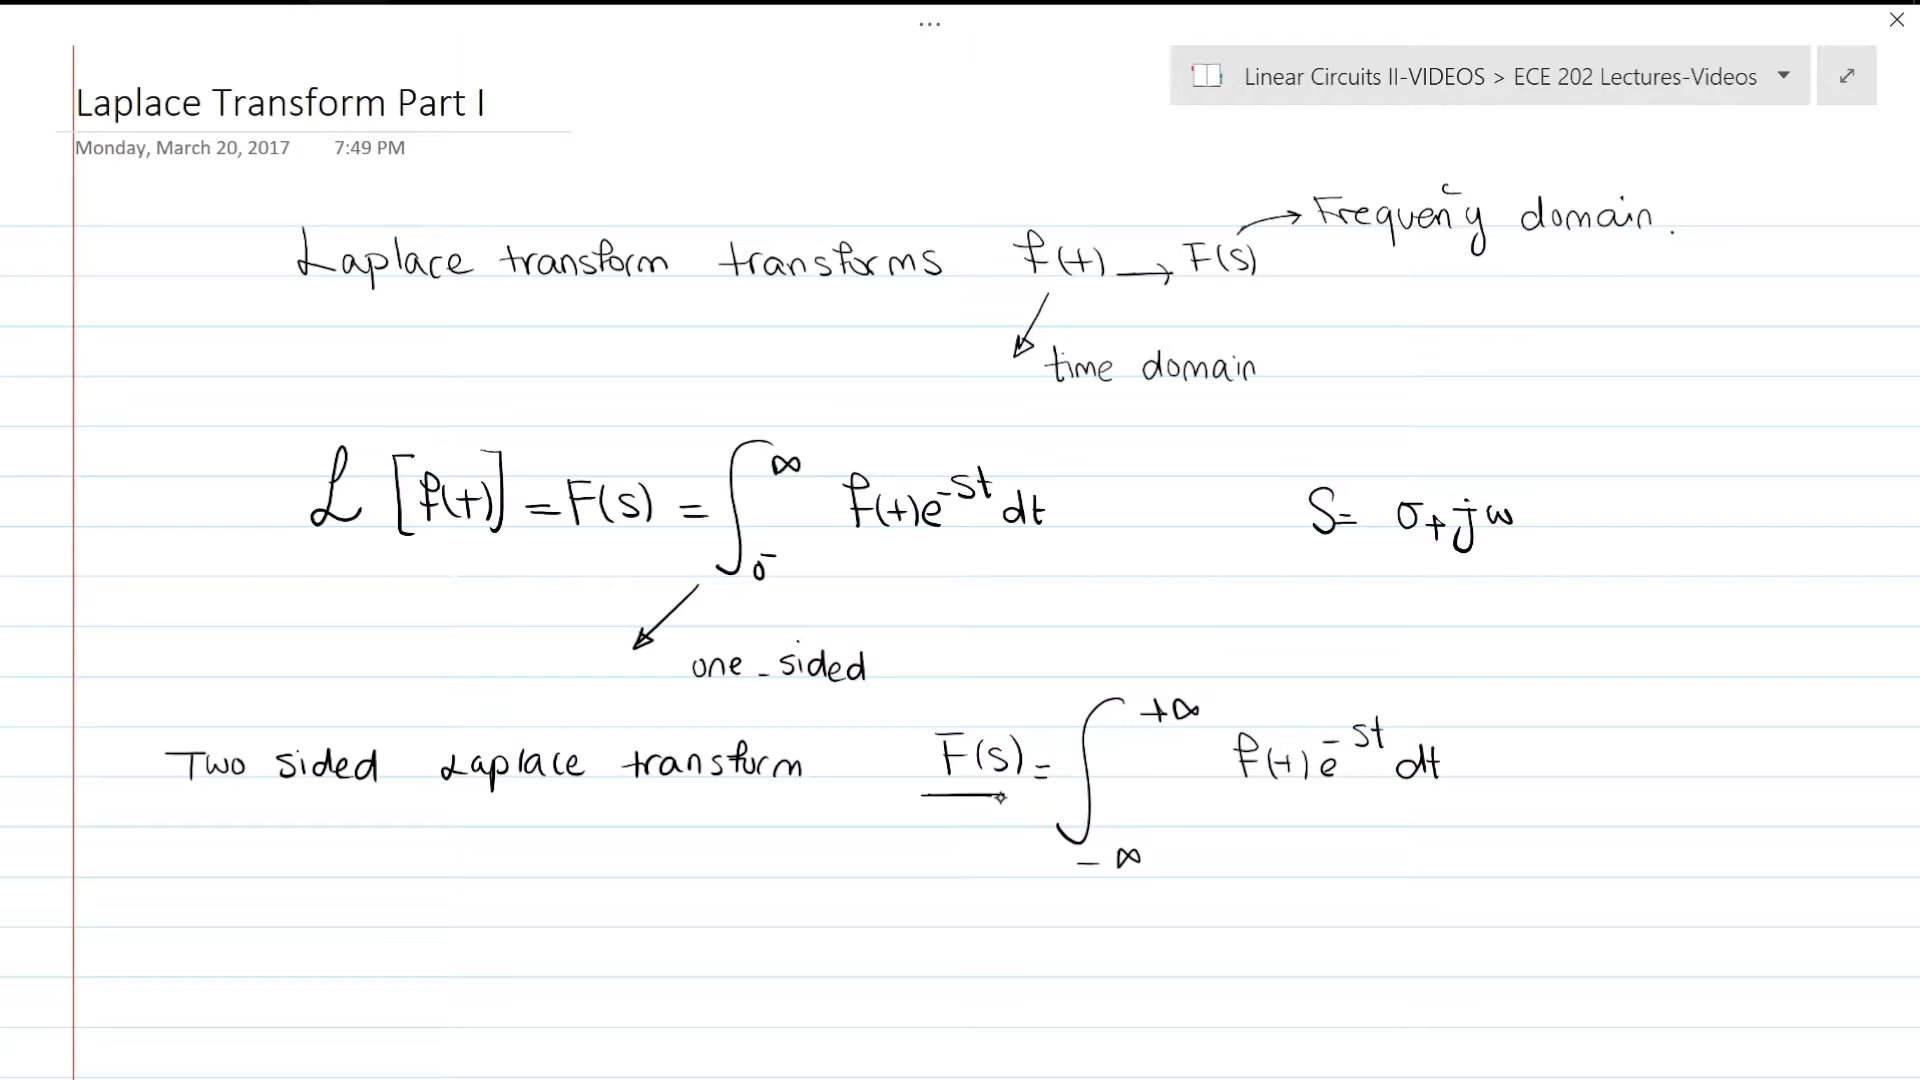 ...
Linear Circuits II-VIDEOS > ECE 202 Lectures-Videos
Laplace Transform Part I
Monday, March 20, 2017 7:49 PM
Laplace transform transforms f(t) → F(s) → Frequency domain.
time domain
ℒ [f(t)] = F(s) = ∫₀₋^∞ f(t)e^-st dt S = σ+jω
one-sided
Two sided Laplace transform F(s) = ∫_-∞^+∞ f(t)e^-st dt